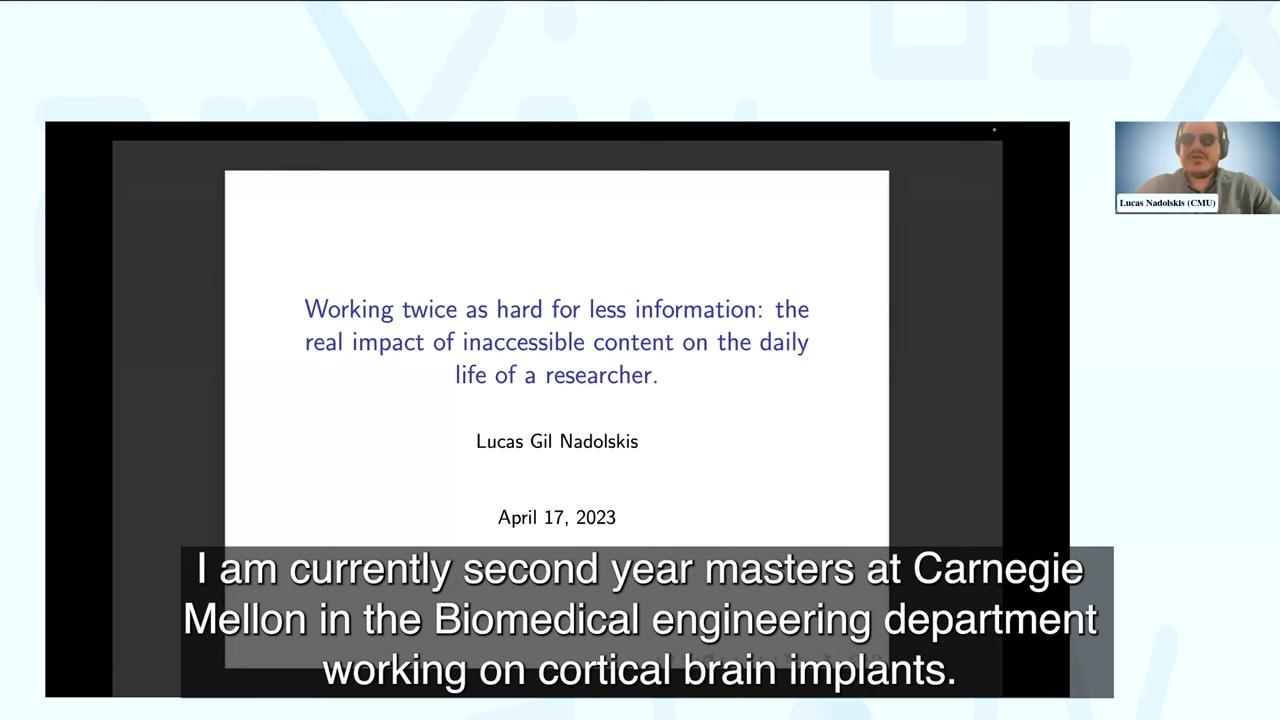 Working twice as hard for less information: the
real impact of inaccessible content on the daily
life of a researcher.
Lucas Gil Nadolskis
April 17, 2023
Lucas Nadolskis (CMU)
I am currently second year masters at Carnegie
Mellon in the Biomedical engineering department
working on cortical brain implants.